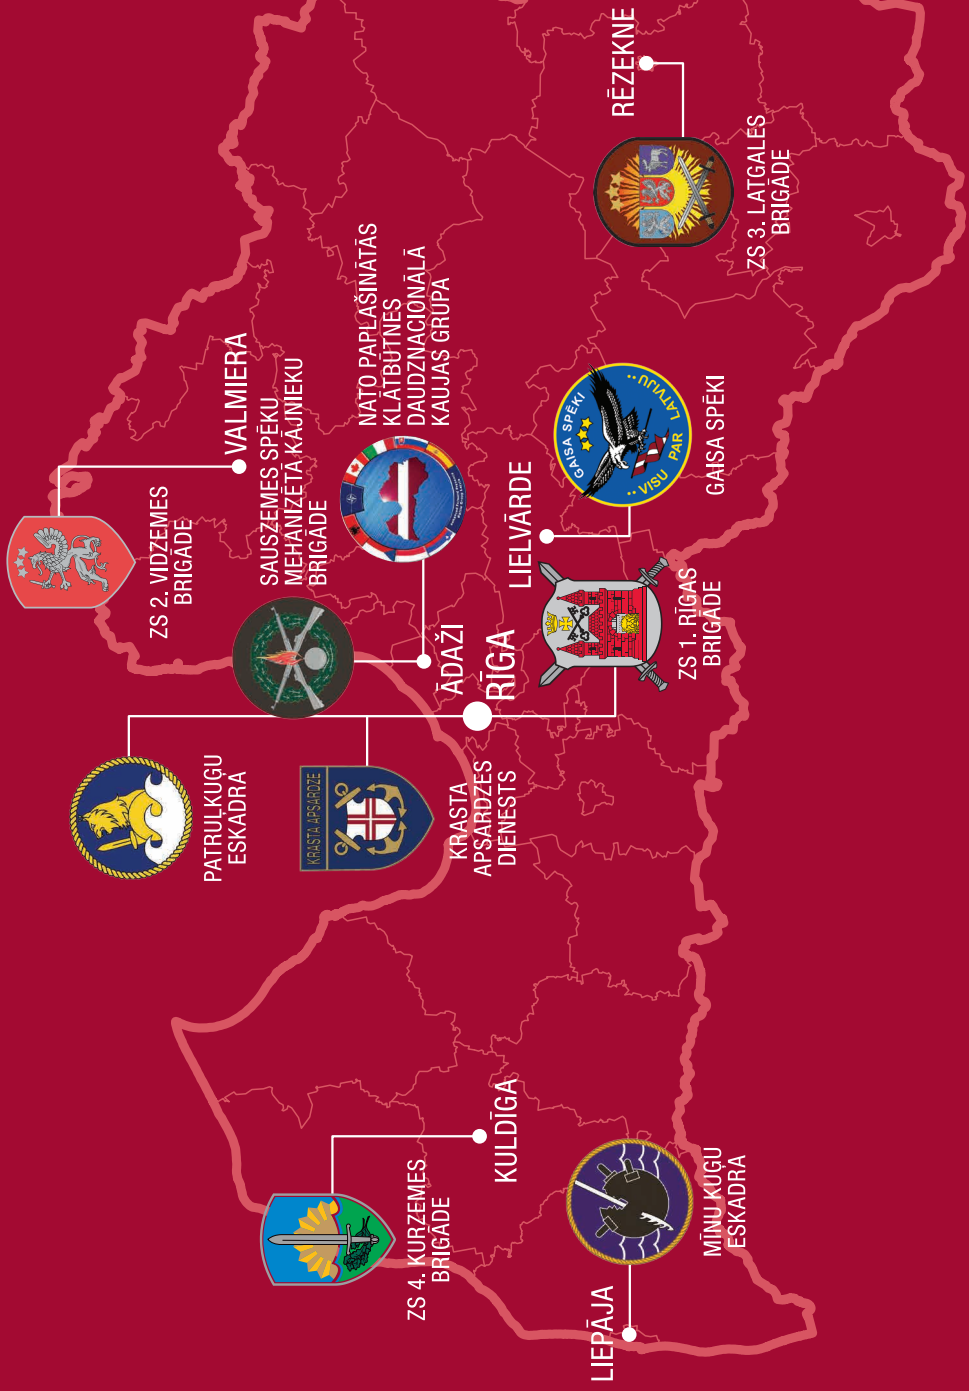 ZS 2. VIDZEMES
BRIGĀDE
VALMIERA
SAUSZEMES SPĒKU
MEHANIZĒTĀ KĀJNIEKU
BRIGĀDE
NATO PAPLAŠINĀTĀS
KLĀTBŪTNES
DAUDZNACIONĀLĀ
KAUJAS GRUPA
ĀDAŽI
PATRUĻKUĢU
ESKADRA
KRASTA APSARDZE
KRASTA
APSARDZES
DIENESTS
RĪGA
ZS 1. RĪGAS
BRIGĀDE
LIELVĀRDE
GAISA SPĒKI
VISU PAR LATVIJU
GAISA SPĒKI
RĒZEKNE
ZS 3. LATGALES
BRIGĀDE
ZS 4. KURZEMES
BRIGĀDE
KULDĪGA
LIEPĀJA
MĪNU KUĢU
ESKADRA